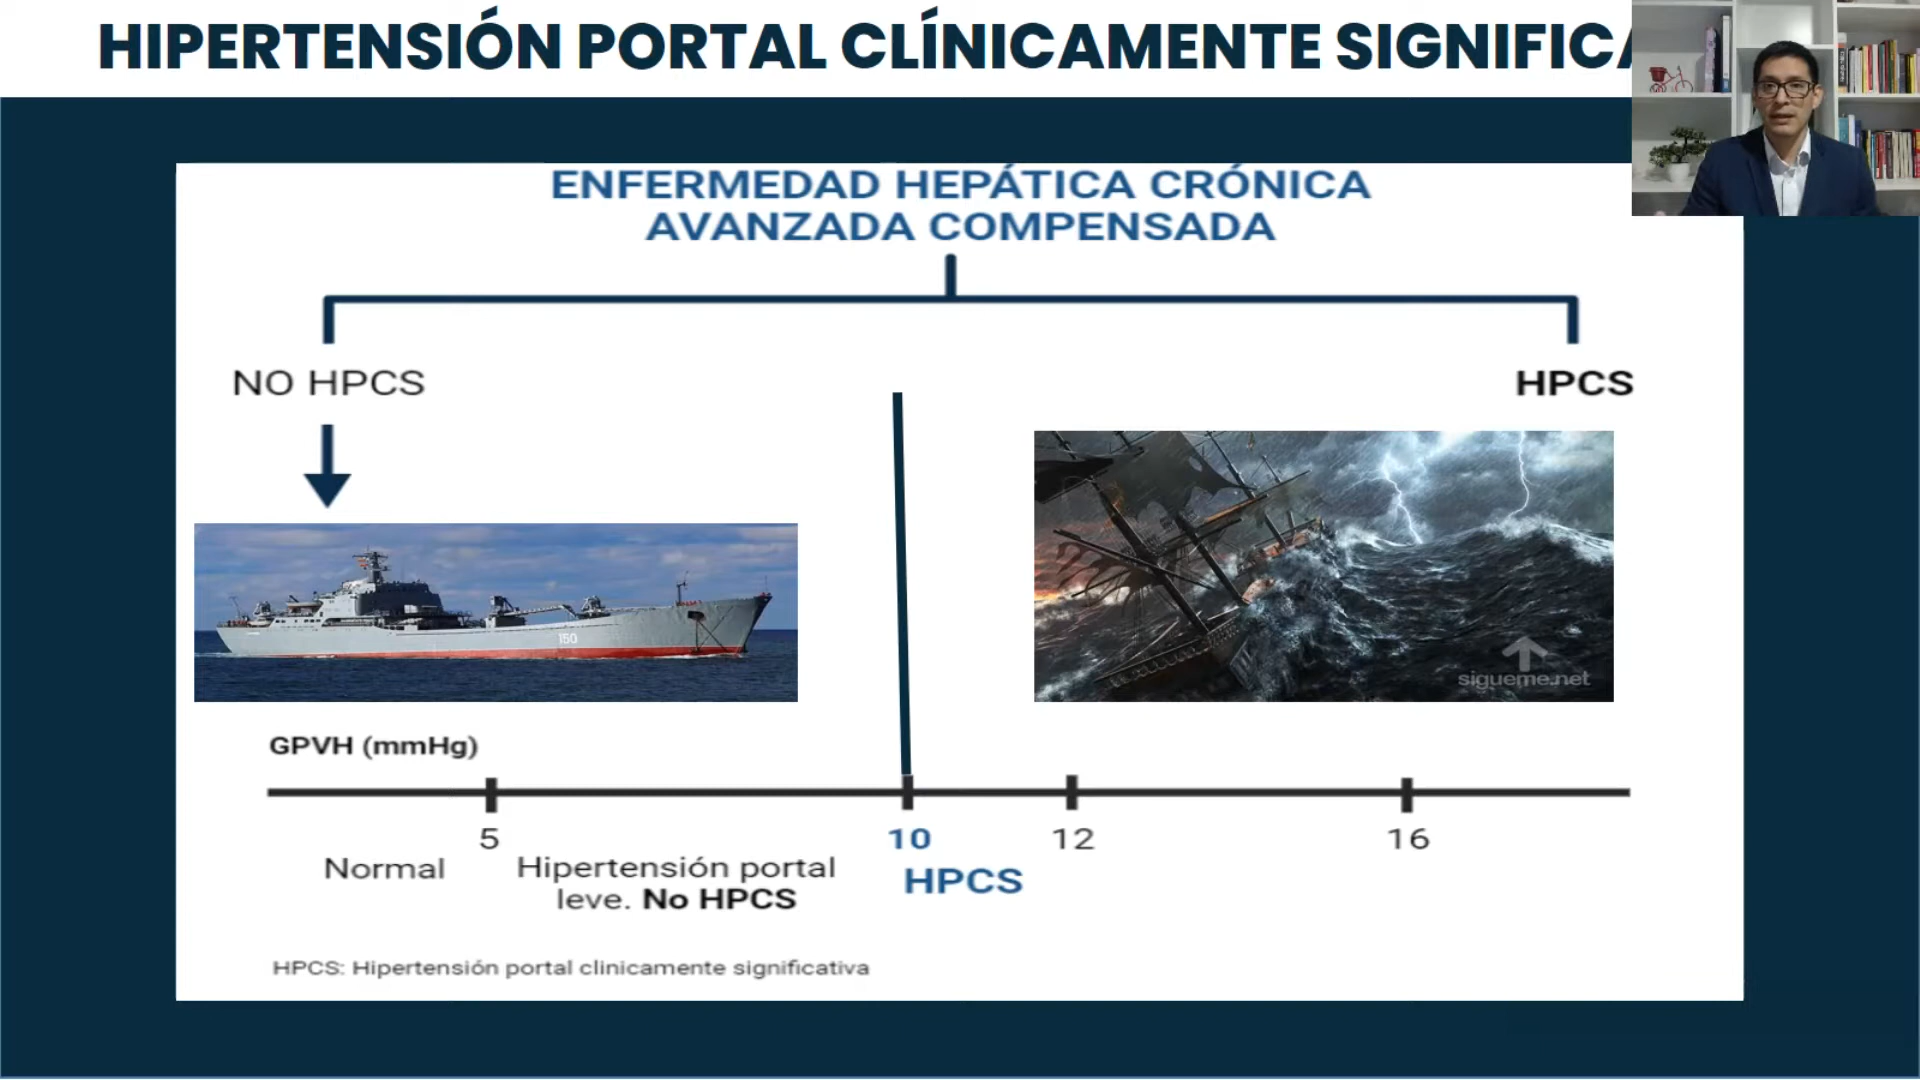 HIPERTENSIÓN PORTAL CLÍNICAMENTE SIGNIFICA
ENFERMEDAD HEPÁTICA CRÓNICA
AVANZADA COMPENSADA
NO HPCS
HPCS
150
sigueme.net
GPVH (mmHg)
5
10
12
16
Normal
Hipertensión portal
leve. No HPCS
HPCS
HPCS: Hipertensión portal clinicamente significativa